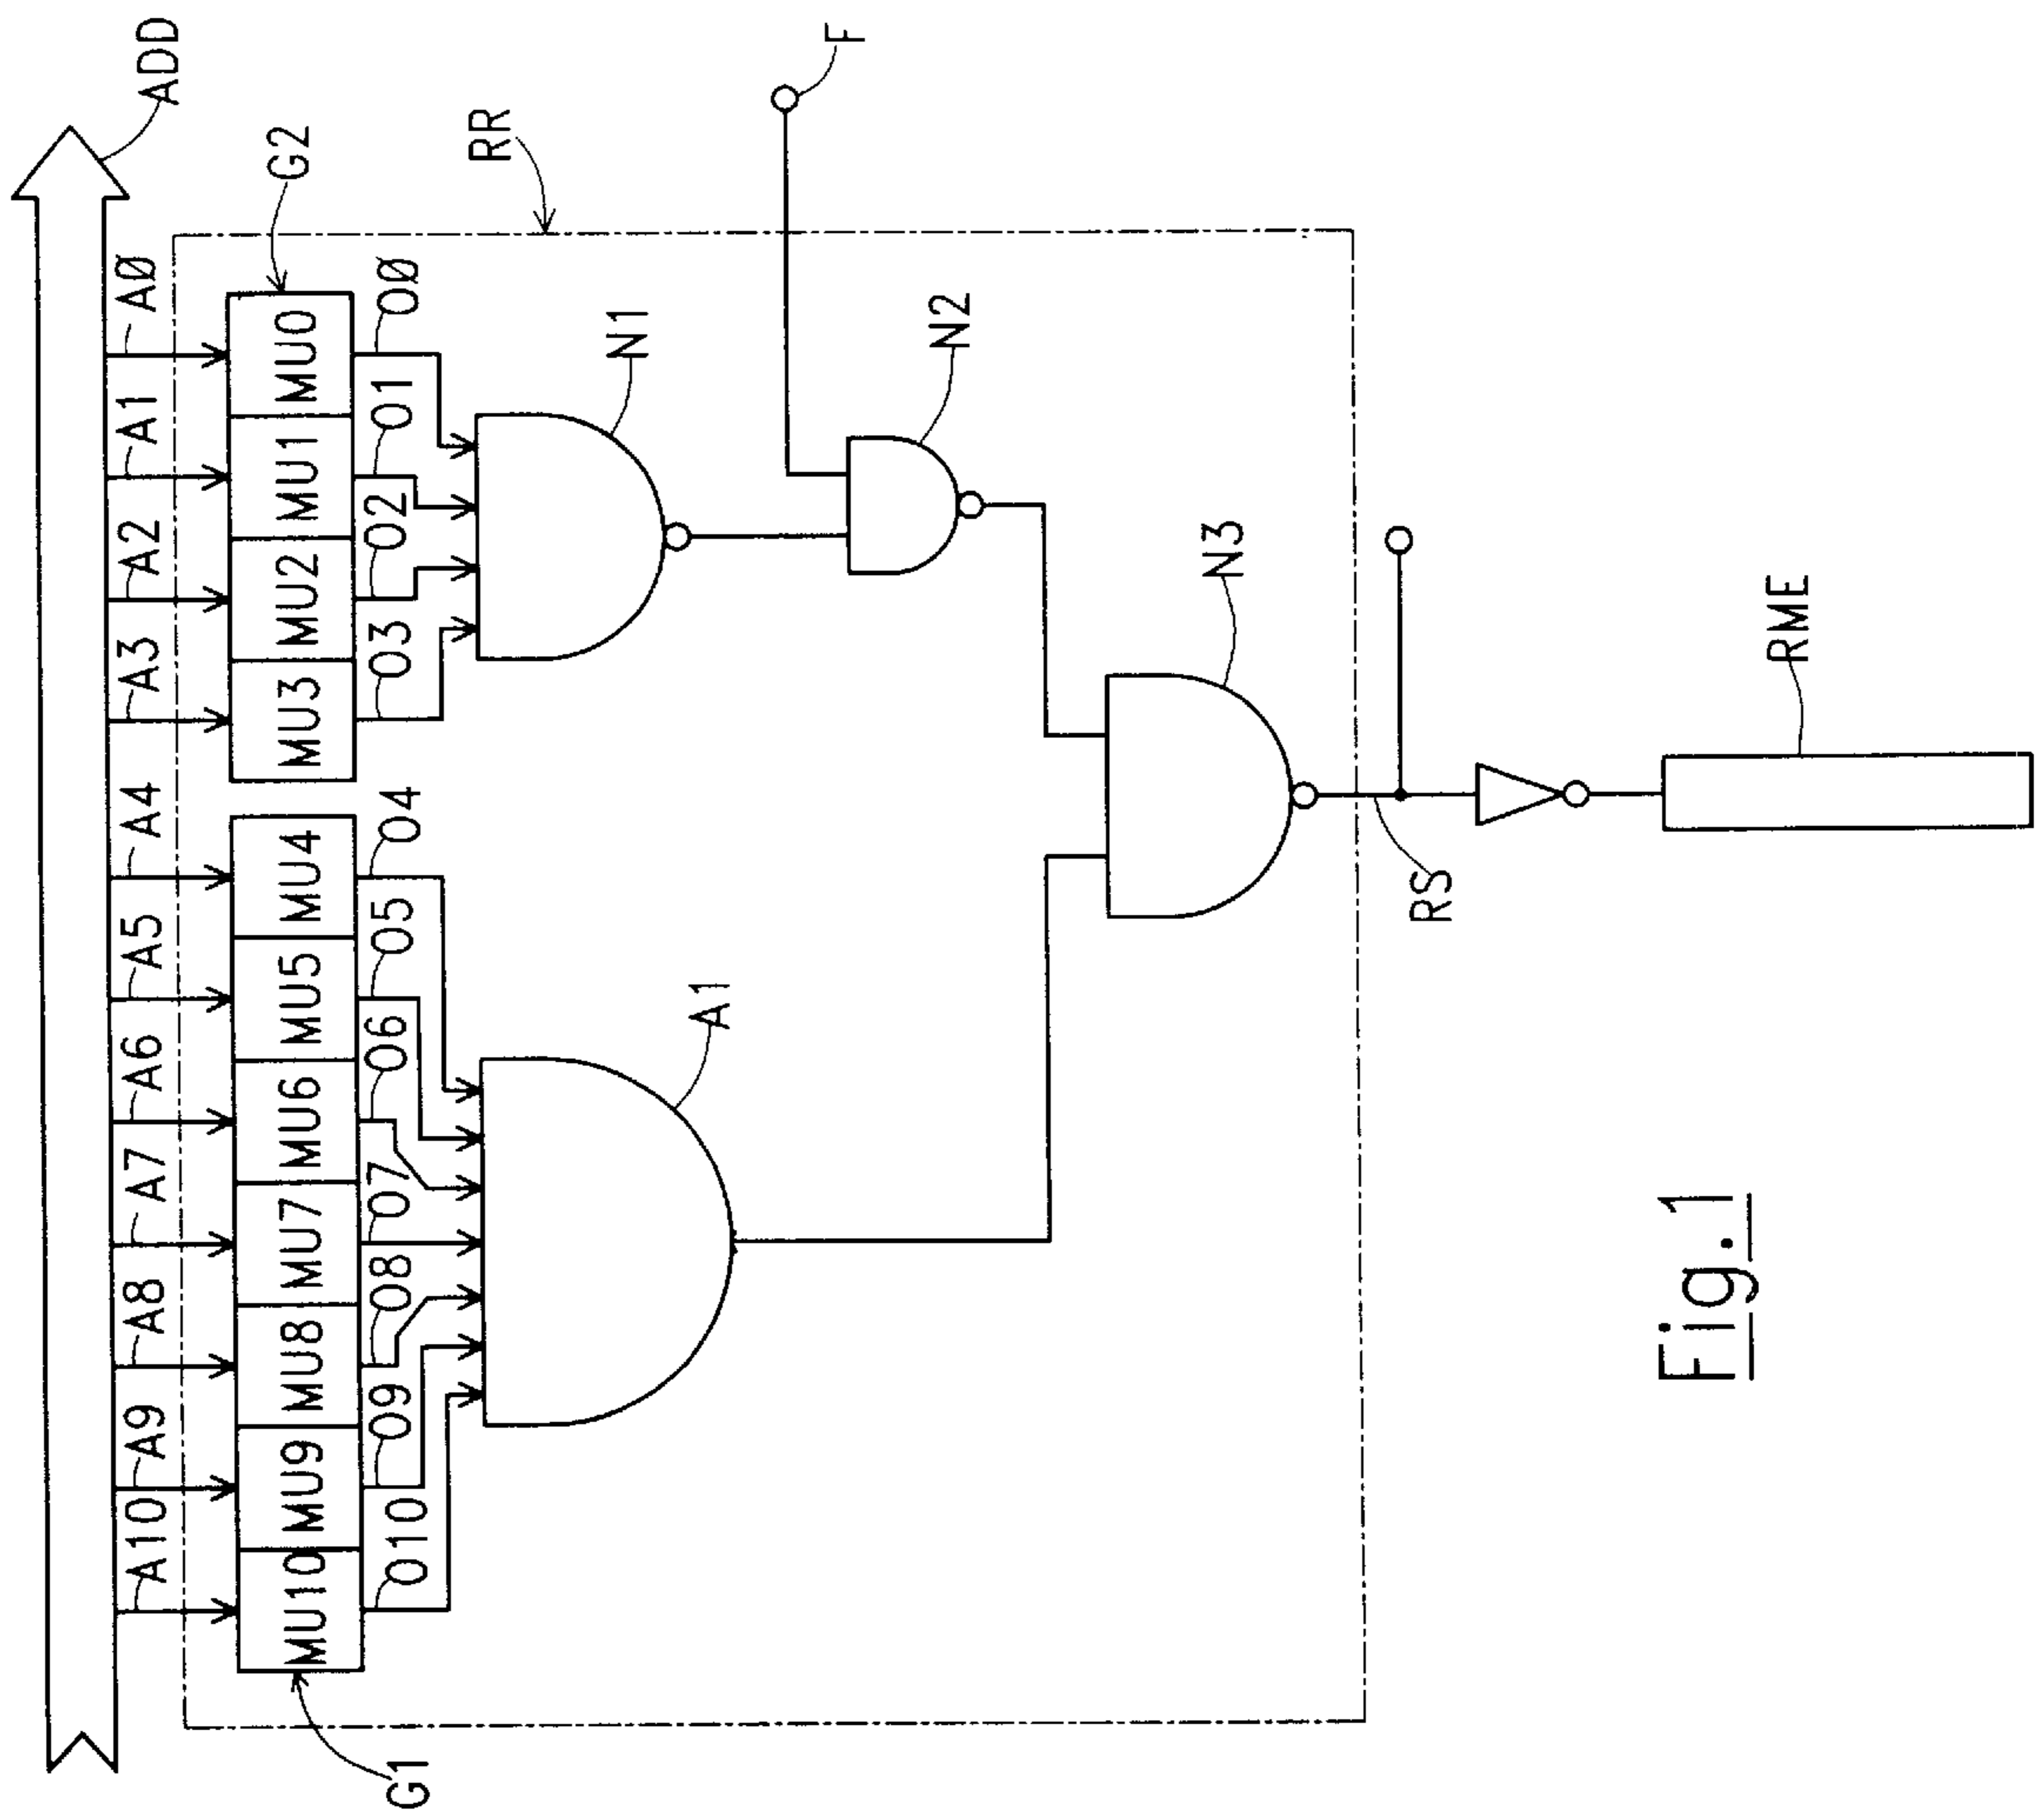 ADD
A10 A9 A8 A7 A6 A5 A4 A3 A2 A1 AØ
G1
G2
MU10 MU9 MU8 MU7 MU6 MU5 MU4 MU3 MU2 MU1 MU0
O10 O9 O8 O7 O6 O5 O4 O3 O2 O1 OØ
RR
N1
A1
F
N2
N3
RS
RME
Fig.1